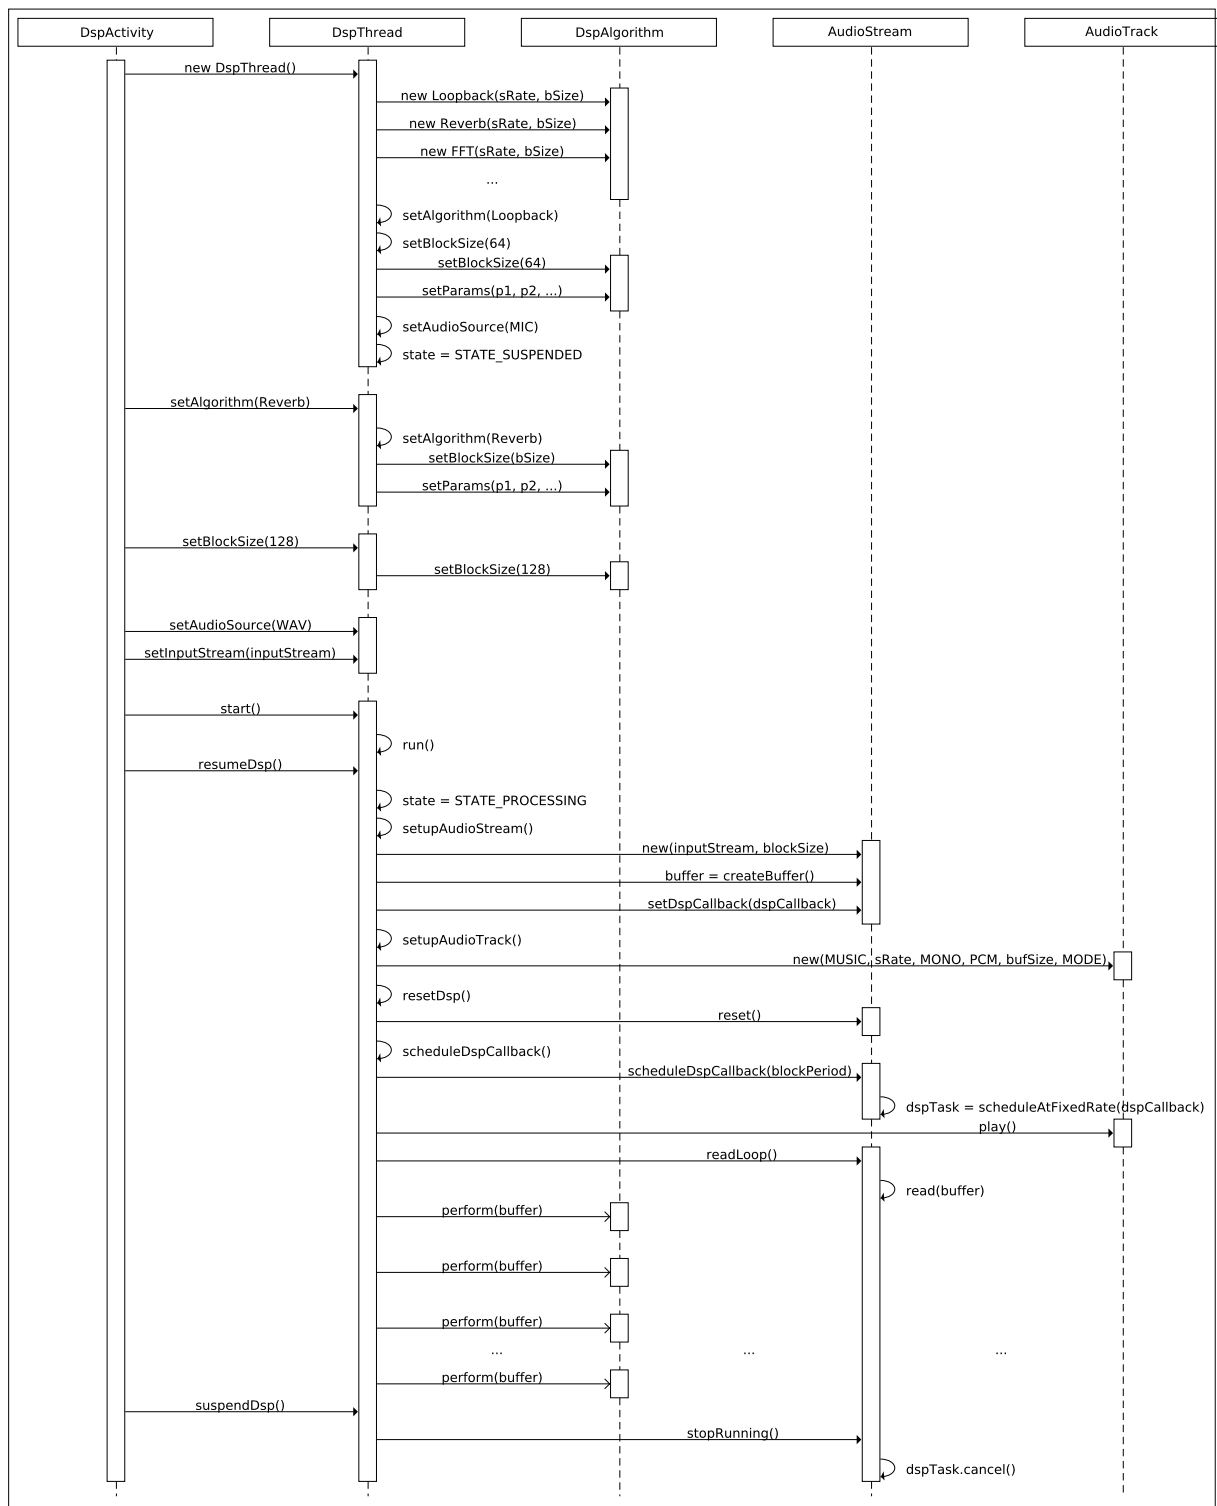 DspActivity
DspThread
DspAlgorithm
AudioStream
AudioTrack
new DspThread()
new Loopback(sRate, bSize)
new Reverb(sRate, bSize)
new FFT(sRate, bSize)
...
setAlgorithm(Loopback)
setBlockSize(64)
setBlockSize(64)
setParams(p1, p2, ...)
setAudioSource(MIC)
state = STATE_SUSPENDED
setAlgorithm(Reverb)
setAlgorithm(Reverb)
setBlockSize(bSize)
setParams(p1, p2, ...)
setBlockSize(128)
setBlockSize(128)
setAudioSource(WAV)
setInputStream(inputStream)
start()
run()
resumeDsp()
state = STATE_PROCESSING
setupAudioStream()
new(inputStream, blockSize)
buffer = createBuffer()
setDspCallback(dspCallback)
setupAudioTrack()
new(MUSIC, sRate, MONO, PCM, bufSize, MODE)
resetDsp()
reset()
scheduleDspCallback()
scheduleDspCallback(blockPeriod)
dspTask = scheduleAtFixedRate(dspCallback)
play()
readLoop()
read(buffer)
perform(buffer)
perform(buffer)
perform(buffer)
... ... ...
perform(buffer)
suspendDsp()
stopRunning()
dspTask.cancel()